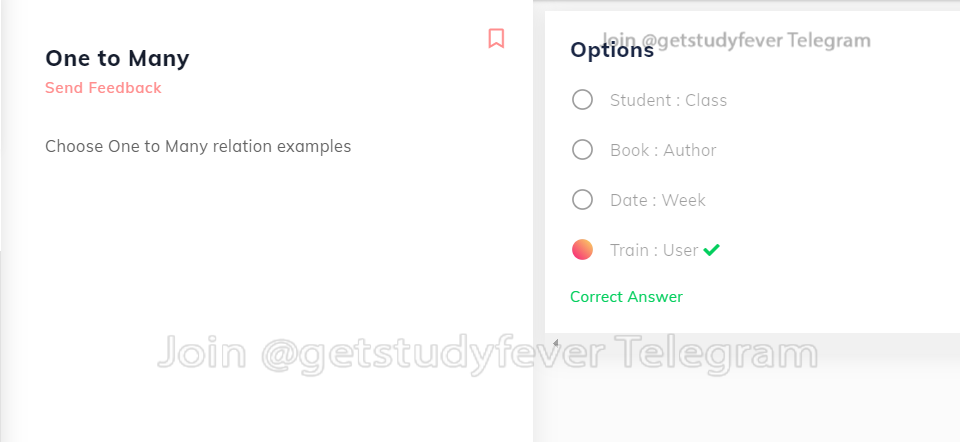 One to Many
Send Feedback
Choose One to Many relation examples
Join @getstudyfever Telegram
Options
Student : Class
Book : Author
Date : Week
Train : User
Correct Answer
Join @getstudyfever Telegram